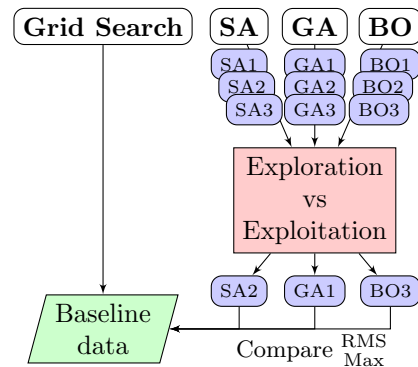 Grid Search SA GA BO
SA1 GA1 BO1
SA2 GA2 BO2
SA3 GA3 BO3
Exploration
vs
Exploitation
SA2 GA1 BO3
Baseline
data
Compare RMS
Max